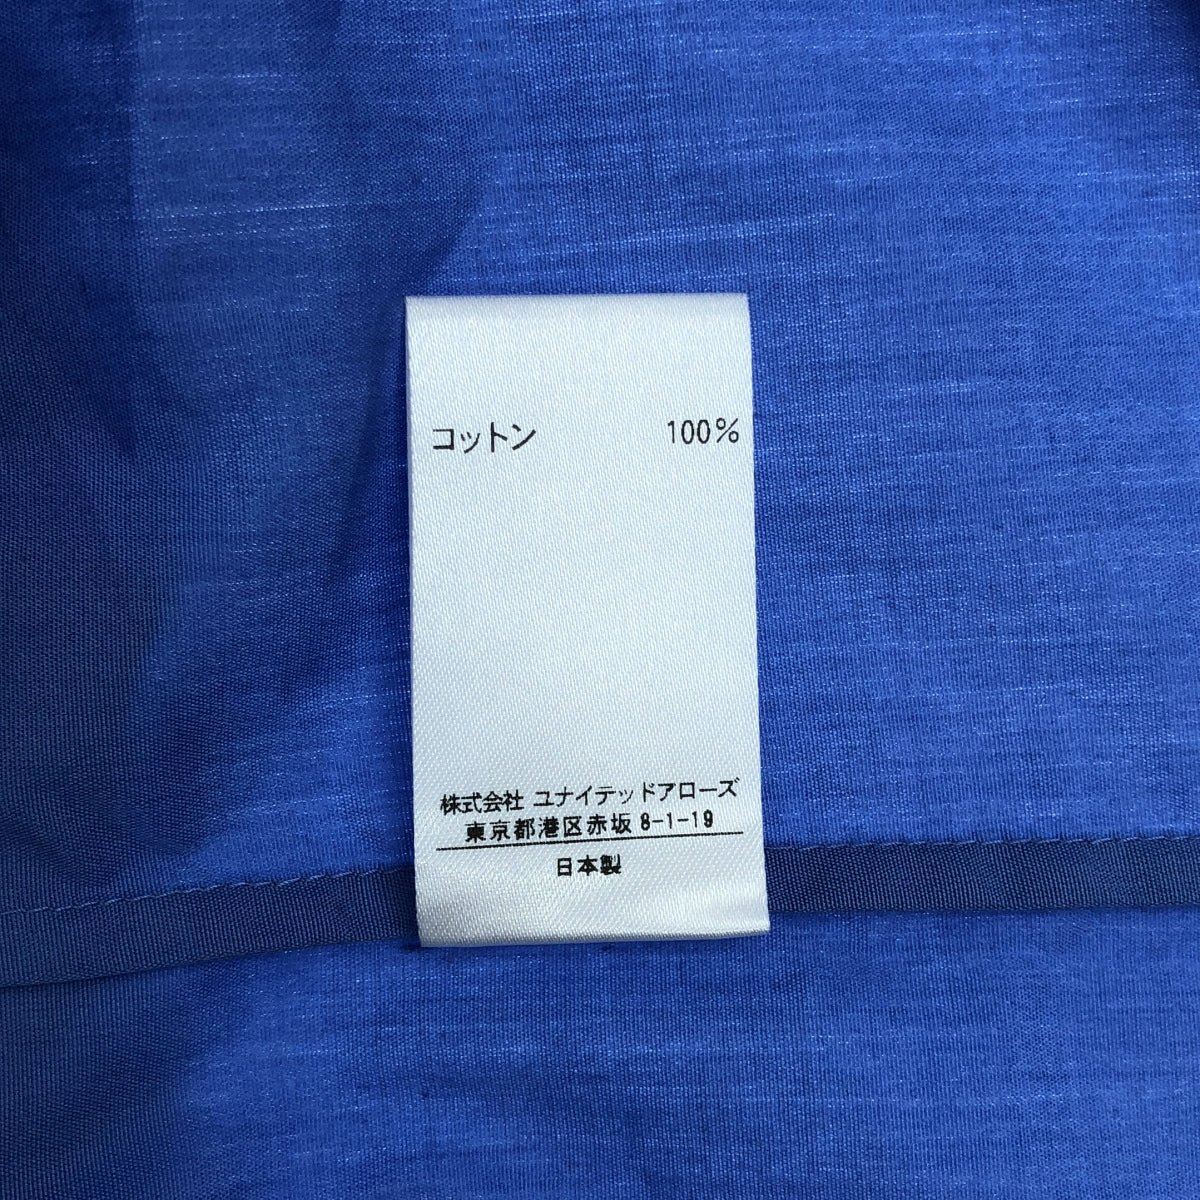 コットン 100%
株式会社 ユナイテッドアローズ
東京都港区赤坂 8-1-19
日本製